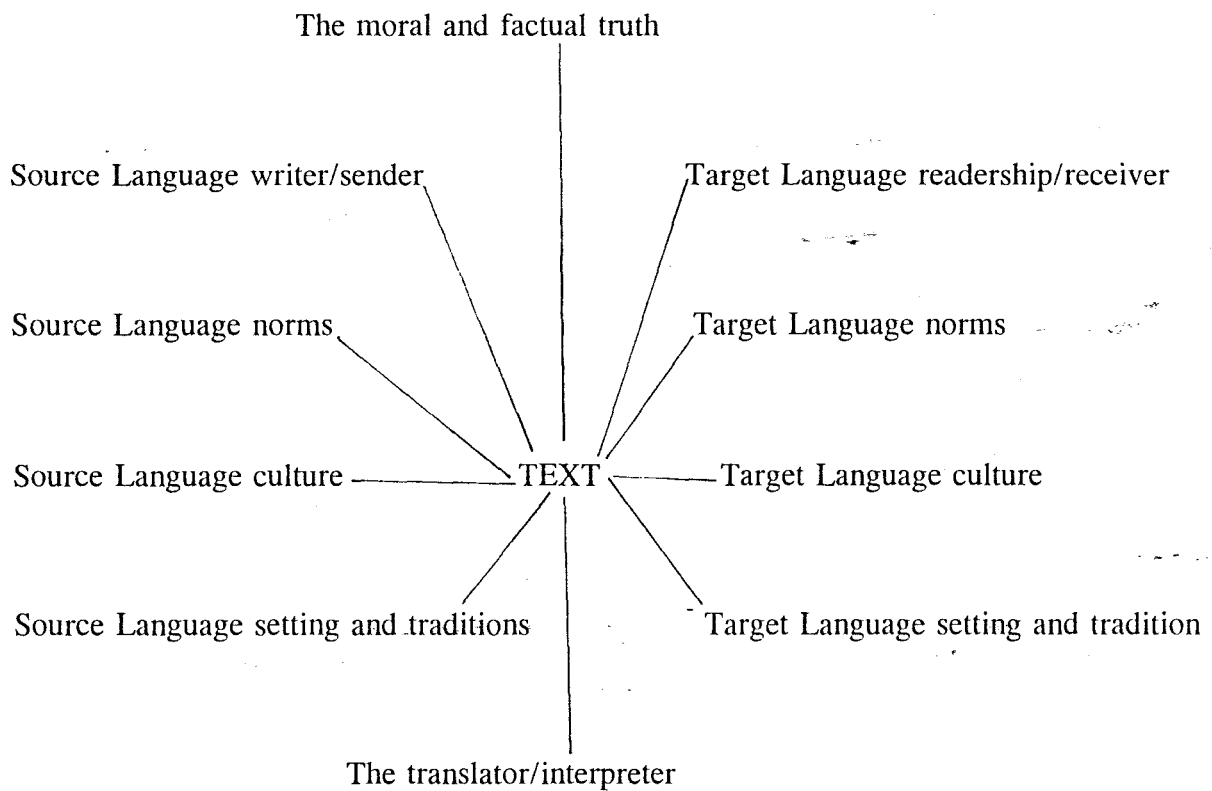 The moral and factual truth
Source Language writer/sender
Target Language readership/receiver
Source Language norms
Target Language norms
Source Language culture
TEXT
Target Language culture
Source Language setting and traditions
Target Language setting and tradition
The translator/interpreter